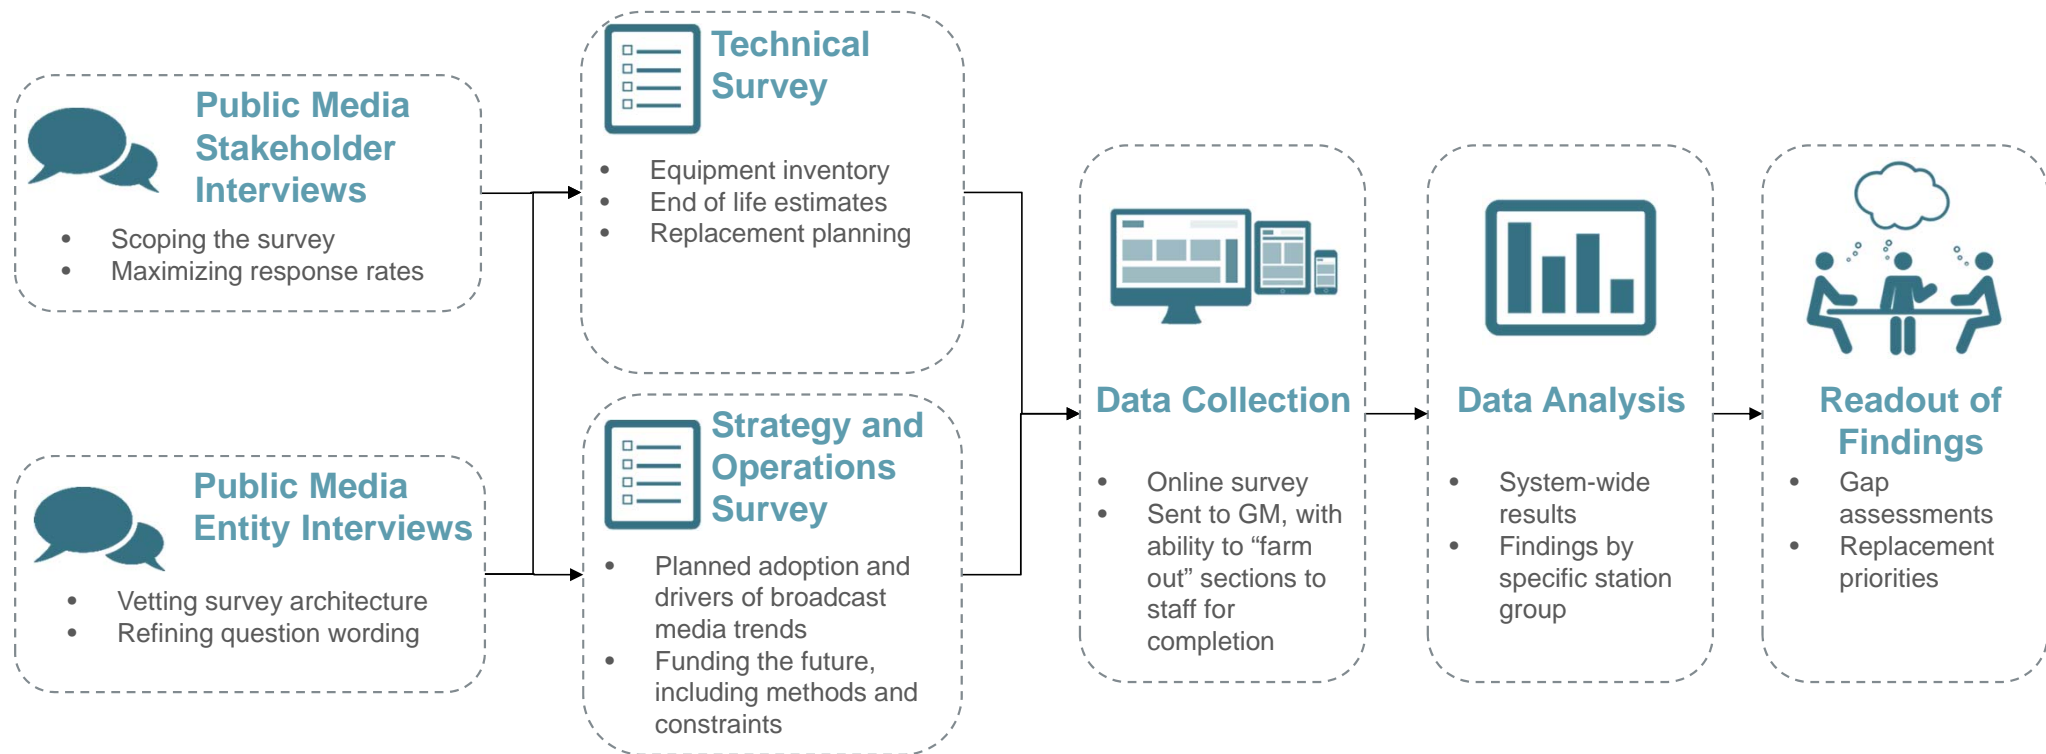 Public Media
Stakeholder
Interviews
• Scoping the survey
• Maximizing response rates
Public Media
Entity Interviews
• Vetting survey architecture
• Refining question wording
Technical
Survey
• Equipment inventory
• End of life estimates
• Replacement planning
Strategy and
Operations
Survey
• Planned adoption and
drivers of broadcast
media trends
• Funding the future,
including methods and
constraints
Data Collection
• Online survey
• Sent to GM, with
ability to “farm
out” sections to
staff for
completion
Data Analysis
• System-wide
results
• Findings by
specific station
group
Readout of
Findings
• Gap
assessments
• Replacement
priorities